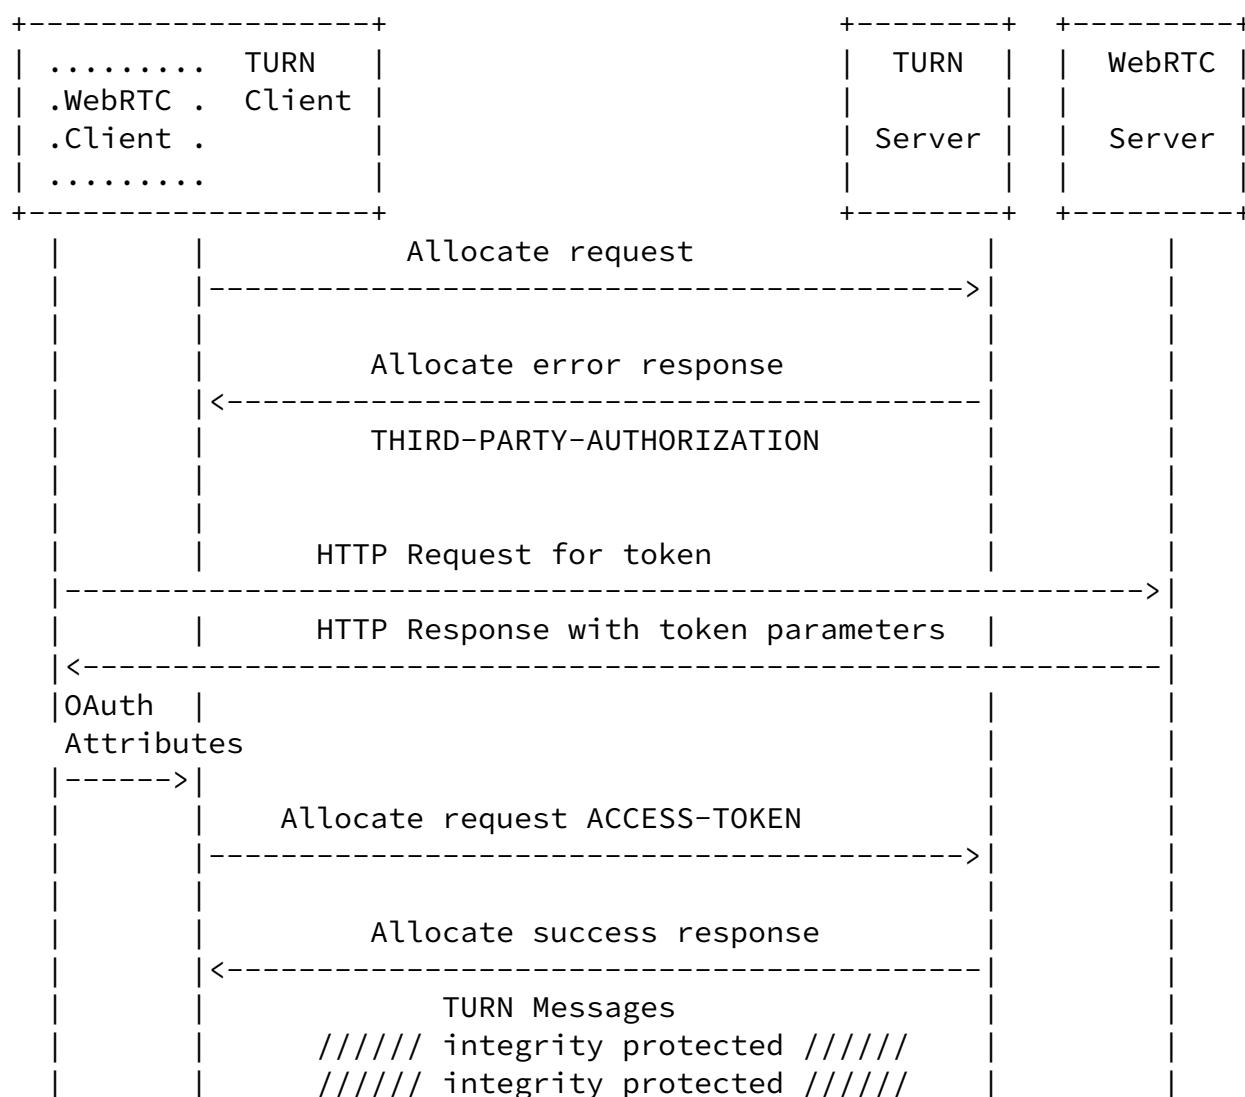 +-------------------+                         +--------+  +---------+
| ......... TURN    |                         |  TURN  |  |  WebRTC |
| .WebRTC . Client  |                         |        |  |         |
| .Client .         |                         | Server |  |  Server |
| .........         |                         |        |  |         |
+-------------------+                         +--------+  +---------+
Allocate request
Allocate error response
THIRD-PARTY-AUTHORIZATION
HTTP Request for token
HTTP Response with token parameters
OAuth
Attributes
Allocate request ACCESS-TOKEN
Allocate success response
TURN Messages
////// integrity protected //////
////// integrity protected //////